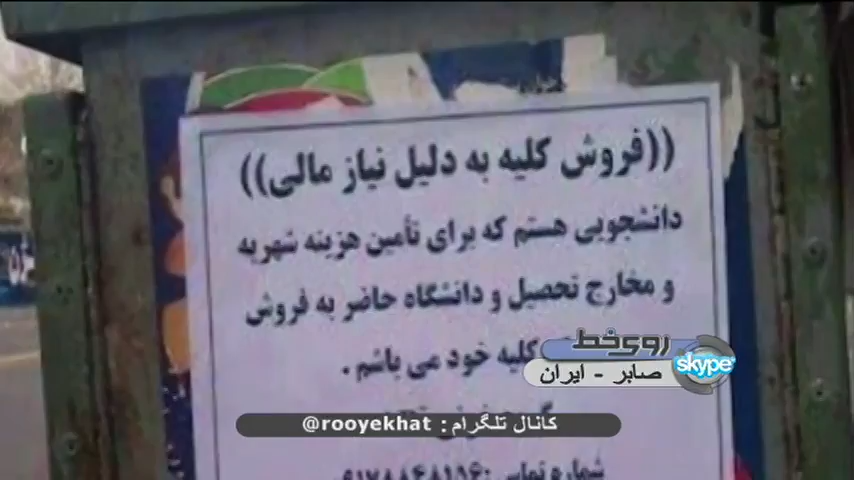 ((فروش کلیه به دلیل نیاز مالی))
دانشجویی هستم که برای تأمین هزینه شهریه
و مخارج تحصیل و دانشگاه حاضر به فروش
کلیه خود می باشم .
روی خط
skype
صابر - ایران
کانال تلگرام : @rooyekhat
شماره تماس :